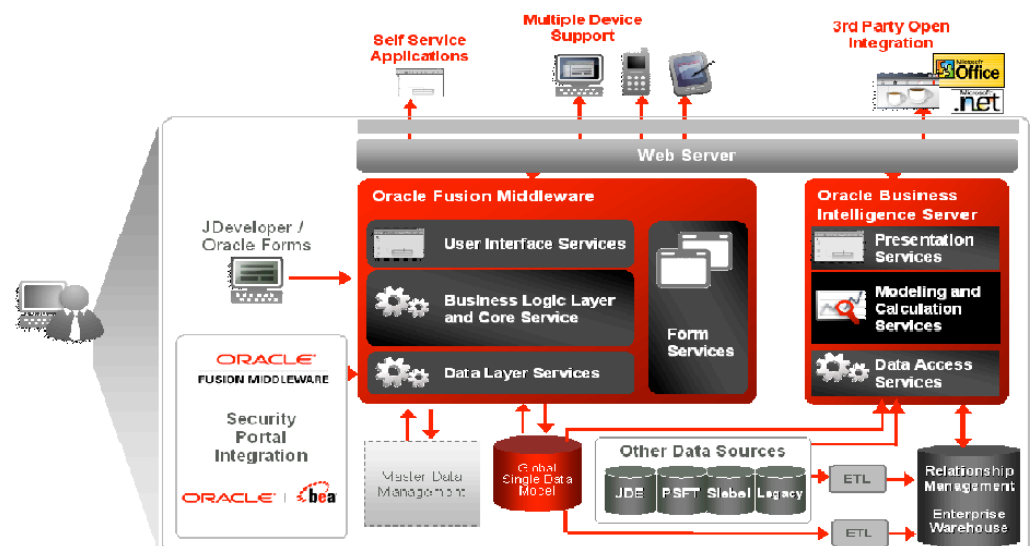 Self Service
Applications
Multiple Device
Support
3rd Party Open
Integration
Microsoft
Office
Microsoft
.net
Web Server
JDeveloper /
Oracle Forms
Oracle Fusion Middleware
User Interface Services
Business Logic Layer
and Core Service
Data Layer Services
Form
Services
Oracle Business
Intelligence Server
Presentation
Services
Modeling and
Calculation
Services
Data Access
Services
ORACLE
FUSION MIDDLEWARE
Security
Portal
Integration
ORACLE
bea
Master Data
Management
Global
Single Data
Model
Other Data Sources
JDE
PSFT
Siebel
Legacy
ETL
ETL
Relationship
Management
Enterprise
Warehouse